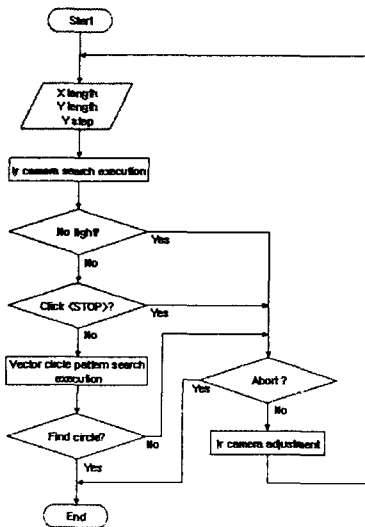 Start
X length
Y length
Y step
Ir camera search execution
No light?
Yes
No
Click <STOP>?
Yes
No
Vector circle pattern search
execution
Abort ?
Yes
No
Find circle?
No
Yes
Ir camera adjustment
End